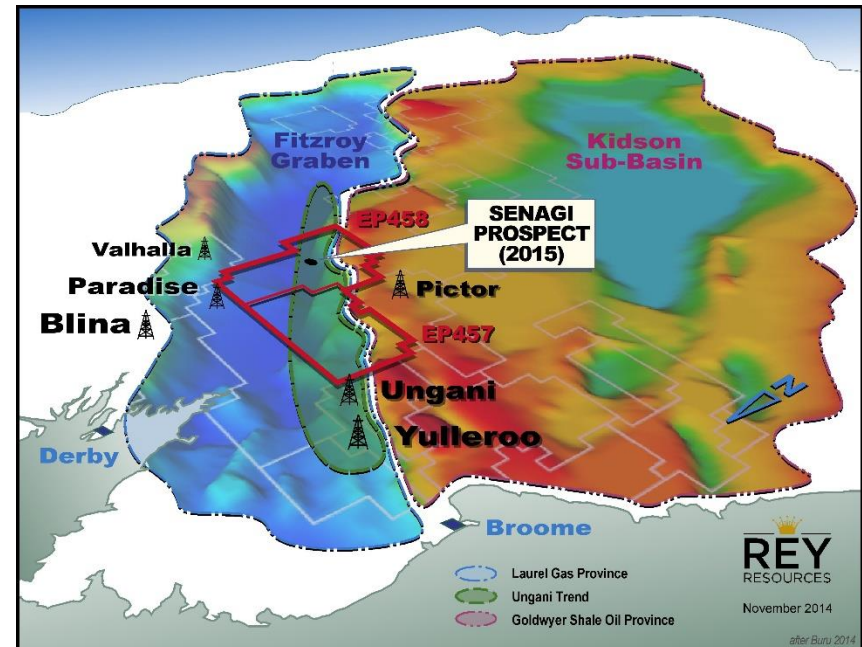 Fitzroy
Graben
Kidson
Sub-Basin
EP458
SENAGI
PROSPECT
(2015)
Valhalla
Paradise
Pictor
Blina
EP457
Ungani
N
Yulleroo
Derby
Broome
Laurel Gas Province
Ungani Trend
Goldwyer Shale Oil Province
REY
RESOURCES
November 2014
after Buru 2014